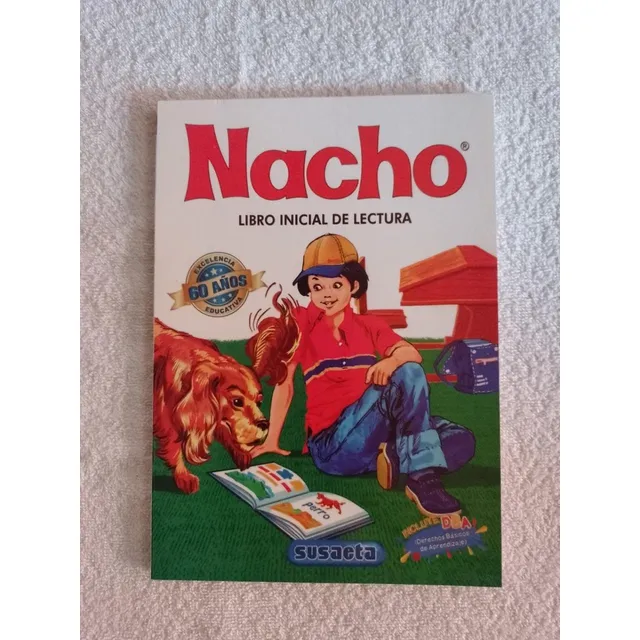 Nacho®
LIBRO INICIAL DE LECTURA
EXCELENCIA
60 AÑOS
EDUCATIVA
perro
INCLUYE DBA
(Derechos Básicos
de Aprendizaje)
susaeta